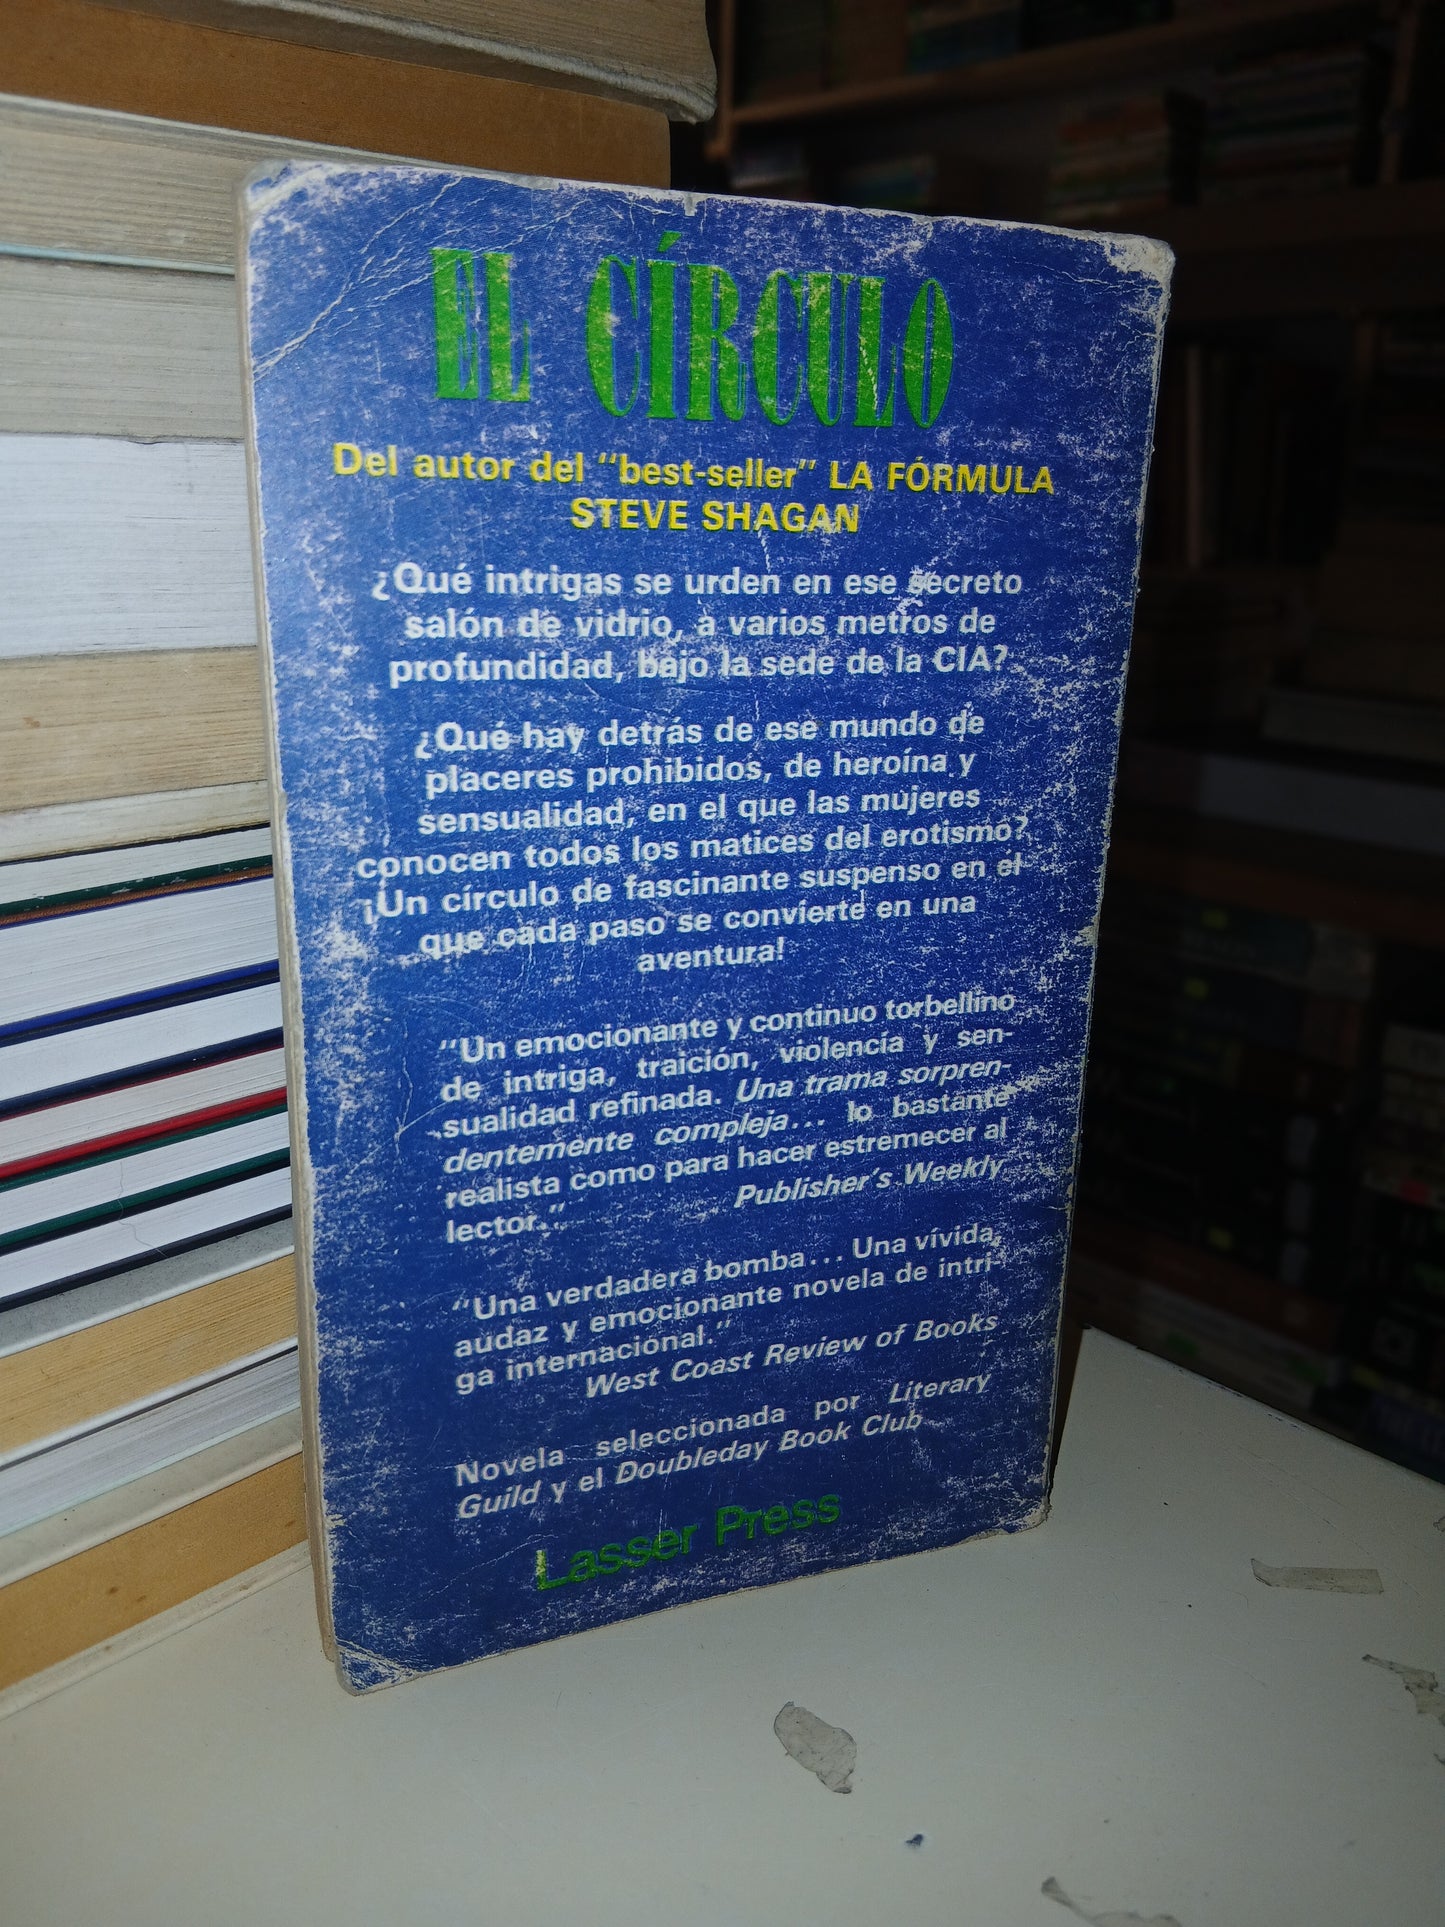 EL CÍRCULO
Del autor del "best-seller" LA FÓRMULA
STEVE SHAGAN
¿Qué intrigas se urden en ese secreto
salón de vidrio, a varios metros de
profundidad, bajo la sede de la CIA?
¿Qué hay detrás de ese mundo de
placeres prohibidos, de heroína y
sensualidad, en el que las mujeres
conocen todos los matices del erotismo?
¡Un círculo de fascinante suspenso en el
que cada paso se convierte en una
aventura!
"Un emocionante y continuo torbellino
de intriga, traición, violencia y sen-
sualidad refinada. Una trama sorpren-
dentemente compleja... lo bastante
realista como para hacer estremecer al
lector."
Publisher's Weekly
"Una verdadera bomba... Una vívida,
audaz y emocionante novela de intri-
ga internacional."
West Coast Review of Books
Novela seleccionada por Literary
Guild y el Doubleday Book Club
Lasser Press